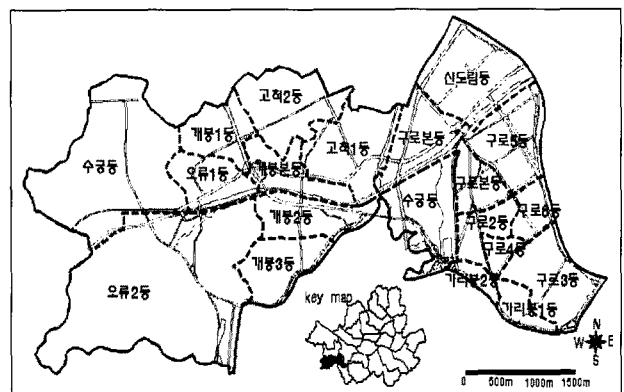 신도림동
고척2동
개봉1동
고척1동
구로본동
구로5동
수궁동
오류1동
개봉본동
구로본동
수궁동
개봉2동
구로2동
구로6동
구로4동
개봉3동
오류2동
가리봉2동
구로3동
가리봉1동
key map
N
W E
S
0 500m 1000m 1500m